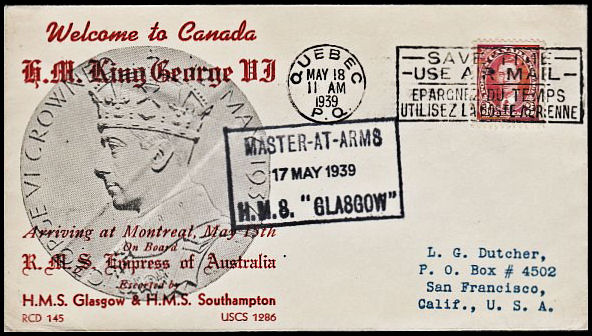 Welcome to Canada
H.M. King George VI
QUEBEC
MAY 18
11 AM
1939
P.Q.
SAVE TIME
USE AIR MAIL
EPARGNEZ DU TEMPS
UTILISEZ LA POSTE AERIENNE
MASTER-AT-ARMS
17 MAY 1939
H.M.S. "GLASGOW"
Arriving at Montreal, May 15th
On Board
R.M.S Empress of Australia
Escorted by
H.M.S. Glasgow & H.M.S. Southampton
RCD 145 USCS 1286
L. G. Dutcher,
P. O. Box # 4502
San Francisco,
Calif., U. S. A.